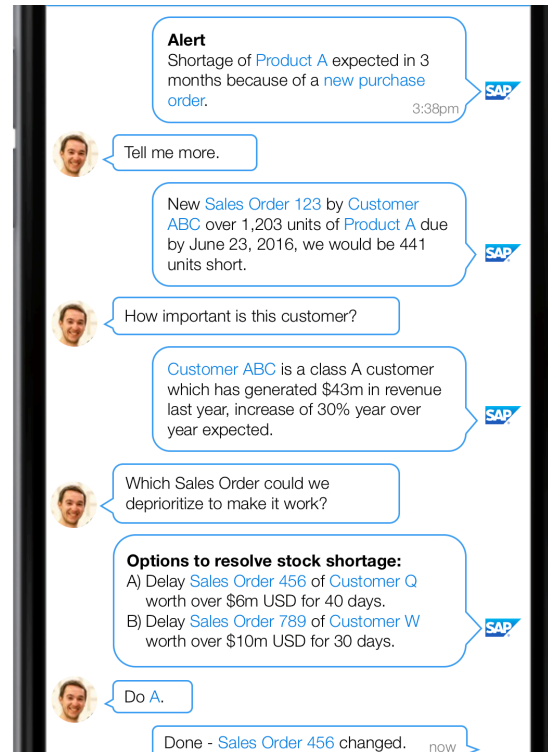 Alert
Shortage of Product A expected in 3
months because of a new purchase
order.
3:38pm
SAP
Tell me more.
New Sales Order 123 by Customer
ABC over 1,203 units of Product A due
by June 23, 2016, we would be 441
units short.
SAP
How important is this customer?
Customer ABC is a class A customer
which has generated $43m in revenue
last year, increase of 30% year over
year expected.
SAP
Which Sales Order could we
deprioritize to make it work?
Options to resolve stock shortage:
A) Delay Sales Order 456 of Customer Q
worth over $6m USD for 40 days.
B) Delay Sales Order 789 of Customer W
worth over $10m USD for 30 days.
SAP
Do A.
Done - Sales Order 456 changed.
now